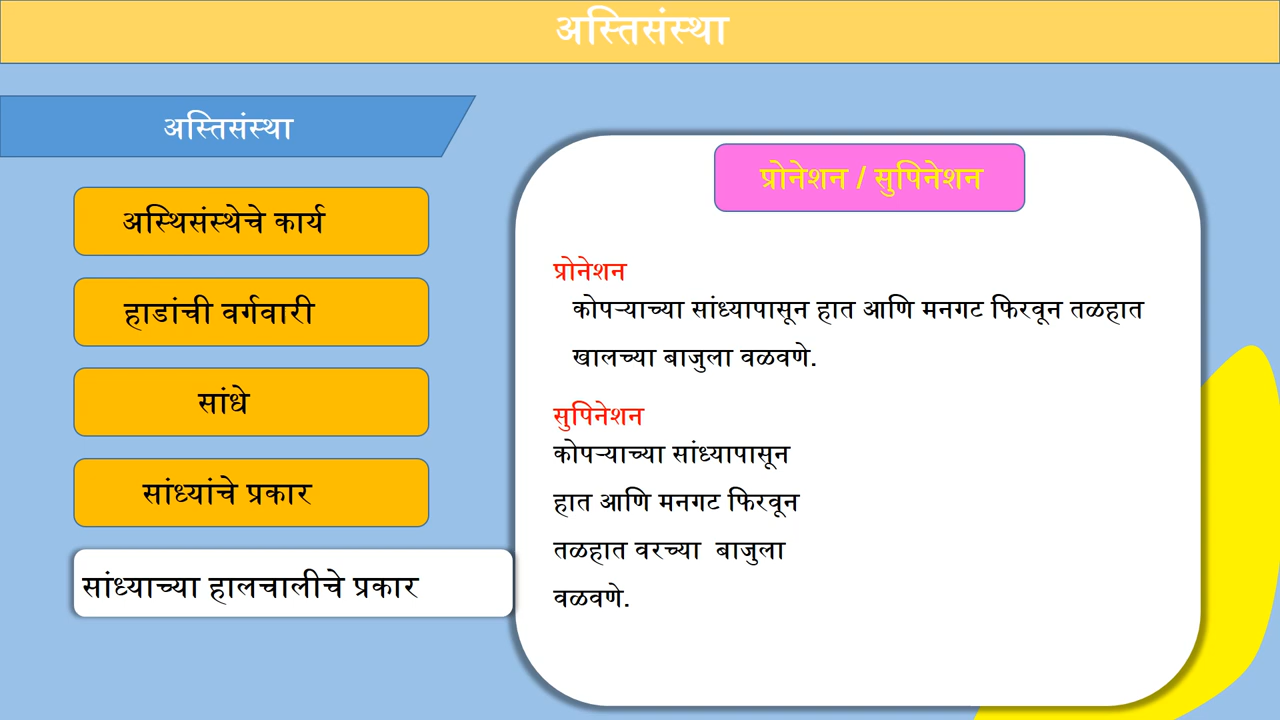 अस्तिसंस्था
अस्तिसंस्था
अस्थिसंस्थेचे कार्य
हाडांची वर्गवारी
सांधे
सांध्यांचे प्रकार
सांध्याच्या हालचालीचे प्रकार
प्रोनेशन / सुपिनेशन
प्रोनेशन
कोपऱ्याच्या सांध्यापासून हात आणि मनगट फिरवून तळहात
खालच्या बाजुला वळवणे.
सुपिनेशन
कोपऱ्याच्या सांध्यापासून
हात आणि मनगट फिरवून
तळहात वरच्या बाजुला
वळवणे.